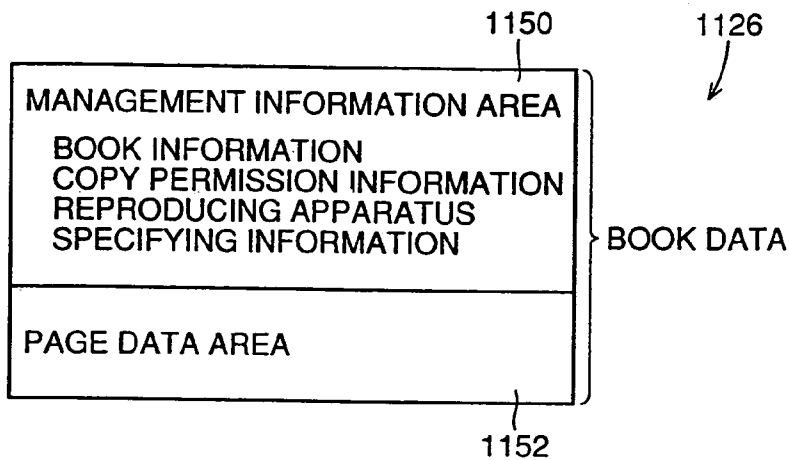 1150
1126
MANAGEMENT INFORMATION AREA
BOOK INFORMATION
COPY PERMISSION INFORMATION
REPRODUCING APPARATUS
SPECIFYING INFORMATION
BOOK DATA
PAGE DATA AREA
1152